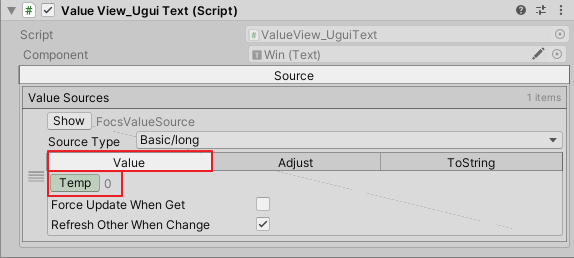 Value View_Ugui Text (Script)
Script ValueView_UguiText
Component Win (Text)
Source
Value Sources 1 items
Show FocsValueSource
Source Type Basic/long
Value Adjust ToString
Temp 0
Force Update When Get
Refresh Other When Change